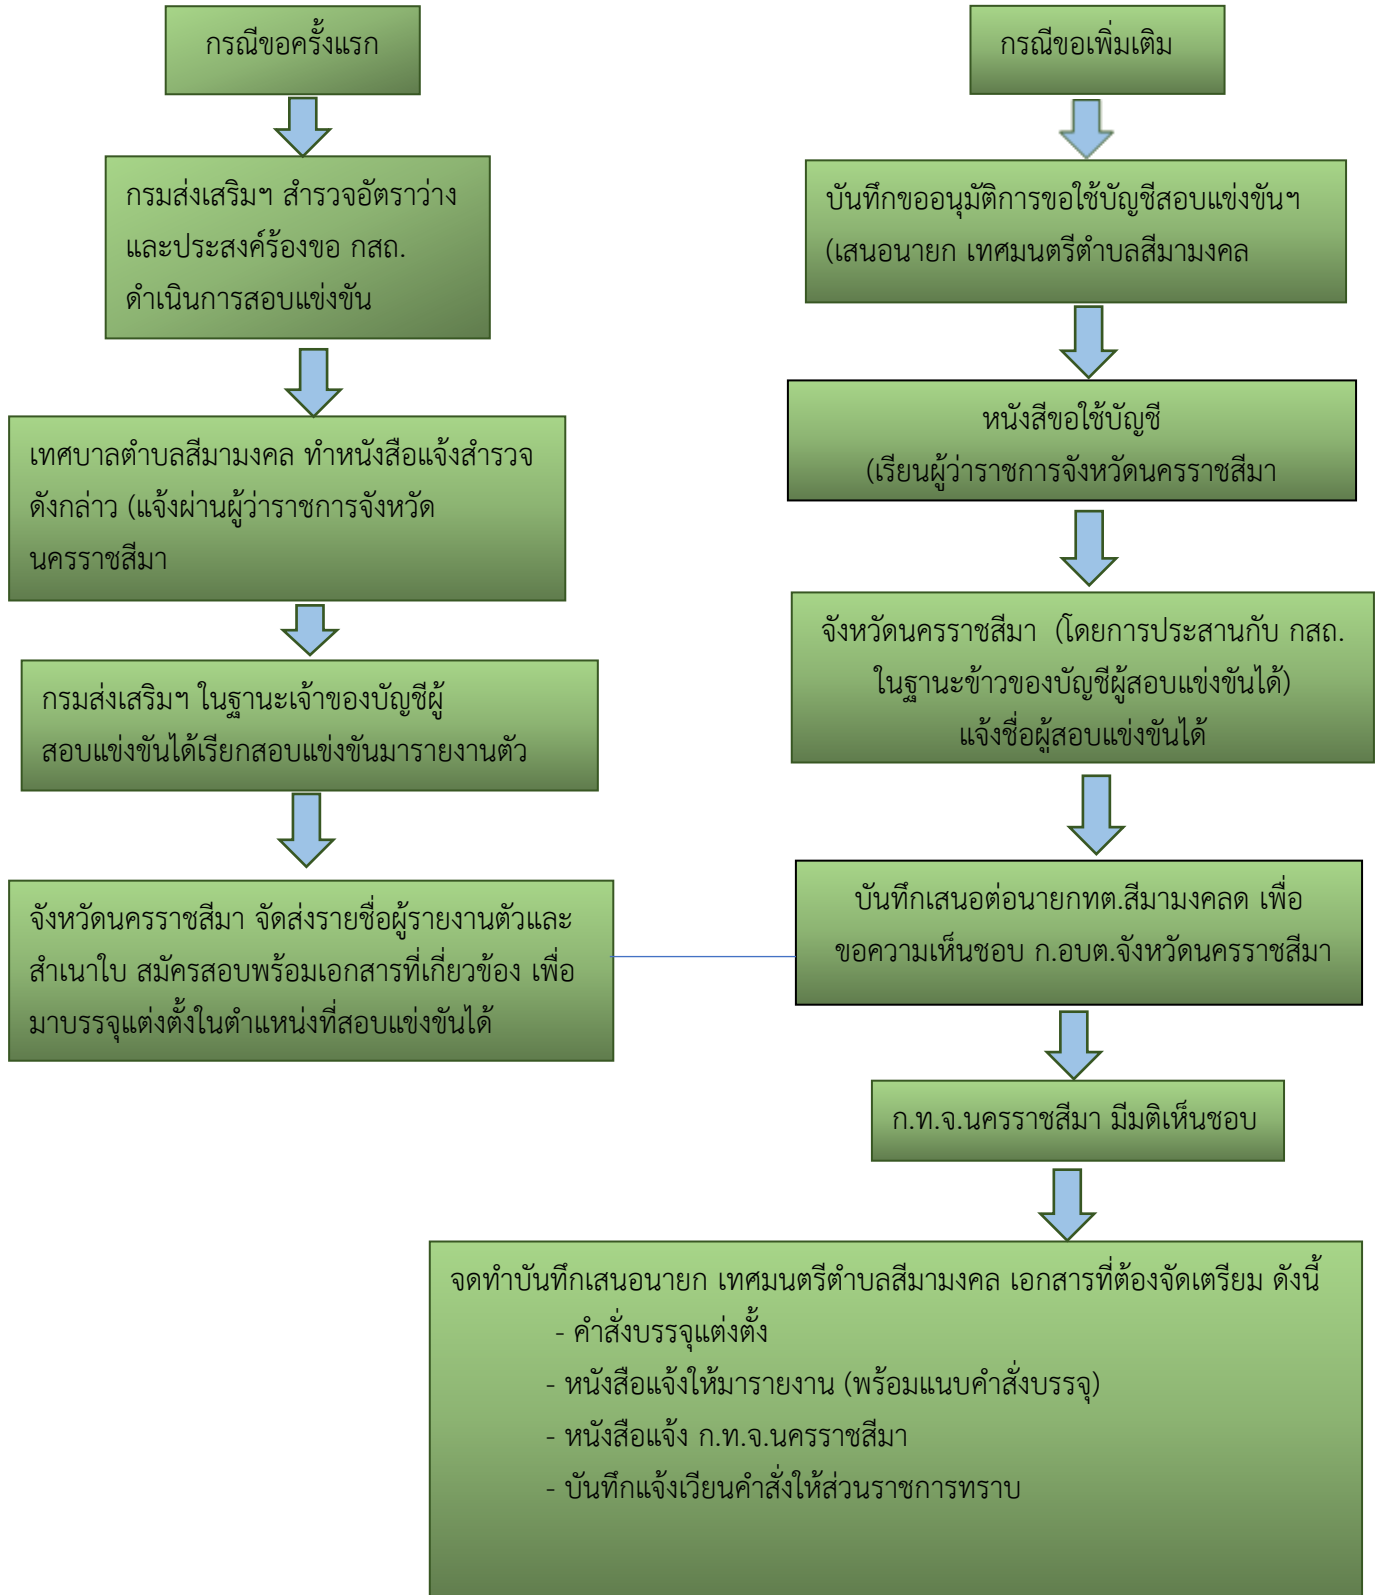 กรณีขอครั้งแรก
กรมส่งเสริมฯ สำรวจอัตราว่าง
และประสงค์ร้องขอ กสถ.
ดำเนินการสอบแข่งขัน
เทศบาลตำบลสีมามงคล ทำหนังสือแจ้งสำรวจ
ดังกล่าว (แจ้งผ่านผู้ว่าราชการจังหวัด
นครราชสีมา
กรมส่งเสริมฯ ในฐานะเจ้าของบัญชีผู้
สอบแข่งขันได้เรียกสอบแข่งขันมารายงานตัว
จังหวัดนครราชสีมา จัดส่งรายชื่อผู้รายงานตัวและ
สำเนาใบ สมัครสอบพร้อมเอกสารที่เกี่ยวข้อง เพื่อ
มาบรรจุแต่งตั้งในตำแหน่งที่สอบแข่งขันได้
กรณีขอเพิ่มเติม
บันทึกขออนุมัติการขอใช้บัญชีสอบแข่งขันฯ
(เสนอนายก เทศมนตรีตำบลสีมามงคล
หนังสีขอใช้บัญชี
(เรียนผู้ว่าราชการจังหวัดนครราชสีมา
จังหวัดนครราชสีมา (โดยการประสานกับ กสถ.
ในฐานะข้าวของบัญชีผู้สอบแข่งขันได้)
แจ้งชื่อผู้สอบแข่งขันได้
บันทึกเสนอต่อนายกทต.สีมามงคลด เพื่อ
ขอความเห็นชอบ ก.อบต.จังหวัดนครราชสีมา
ก.ท.จ.นครราชสีมา มีมติเห็นชอบ
จดทำบันทึกเสนอนายก เทศมนตรีตำบลสีมามงคล เอกสารที่ต้องจัดเตรียม ดังนี้
- คำสั่งบรรจุแต่งตั้ง
- หนังสือแจ้งให้มารายงาน (พร้อมแนบคำสั่งบรรจุ)
- หนังสือแจ้ง ก.ท.จ.นครราชสีมา
- บันทึกแจ้งเวียนคำสั่งให้ส่วนราชการทราบ